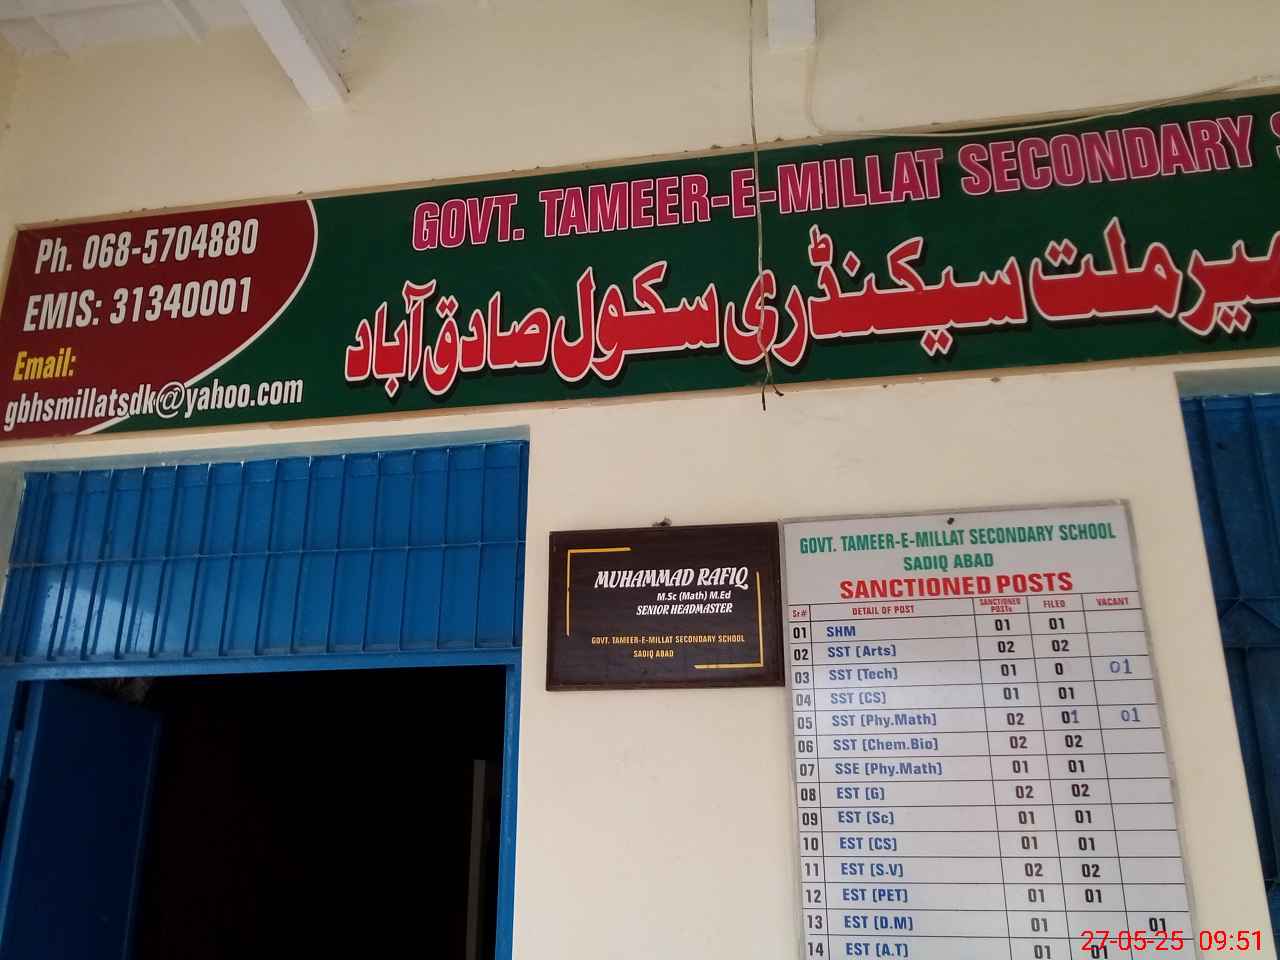 Ph. 068-5704880
EMIS: 31340001
Email:
gbhsmillatsdk@yahoo.com
GOVT. TAMEER-E-MILLAT SECONDARY
میرملت سیکنڈری سکول صادق آباد
MUHAMMAD RAFIQ
M.Sc (Math) M.Ed
SENIOR HEADMASTER
GOVT. TAMEER-E-MILLAT SECONDARY SCHOOL
SADIQ ABAD
GOVT. TAMEER-E-MILLAT SECONDARY SCHOOL
SADIQ ABAD
SANCTIONED POSTS
Sr# DETAIL OF POST SANCTIONED POSTs FILED VACANT
01 SHM 01 01
02 SST (Arts) 02 02
03 SST (Tech) 01 0 01
04 SST (CS) 01 01
05 SST (Phy.Math) 02 01 01
06 SST (Chem.Bio) 02 02
07 SSE (Phy.Math) 01 01
08 EST (G) 02 02
09 EST (Sc) 01 01
10 EST (CS) 01 01
11 EST (S.V) 02 02
12 EST (PET) 01 01
13 EST (D.M) 01 01
14 EST (A.T) 01 01
27-05-25 09:51